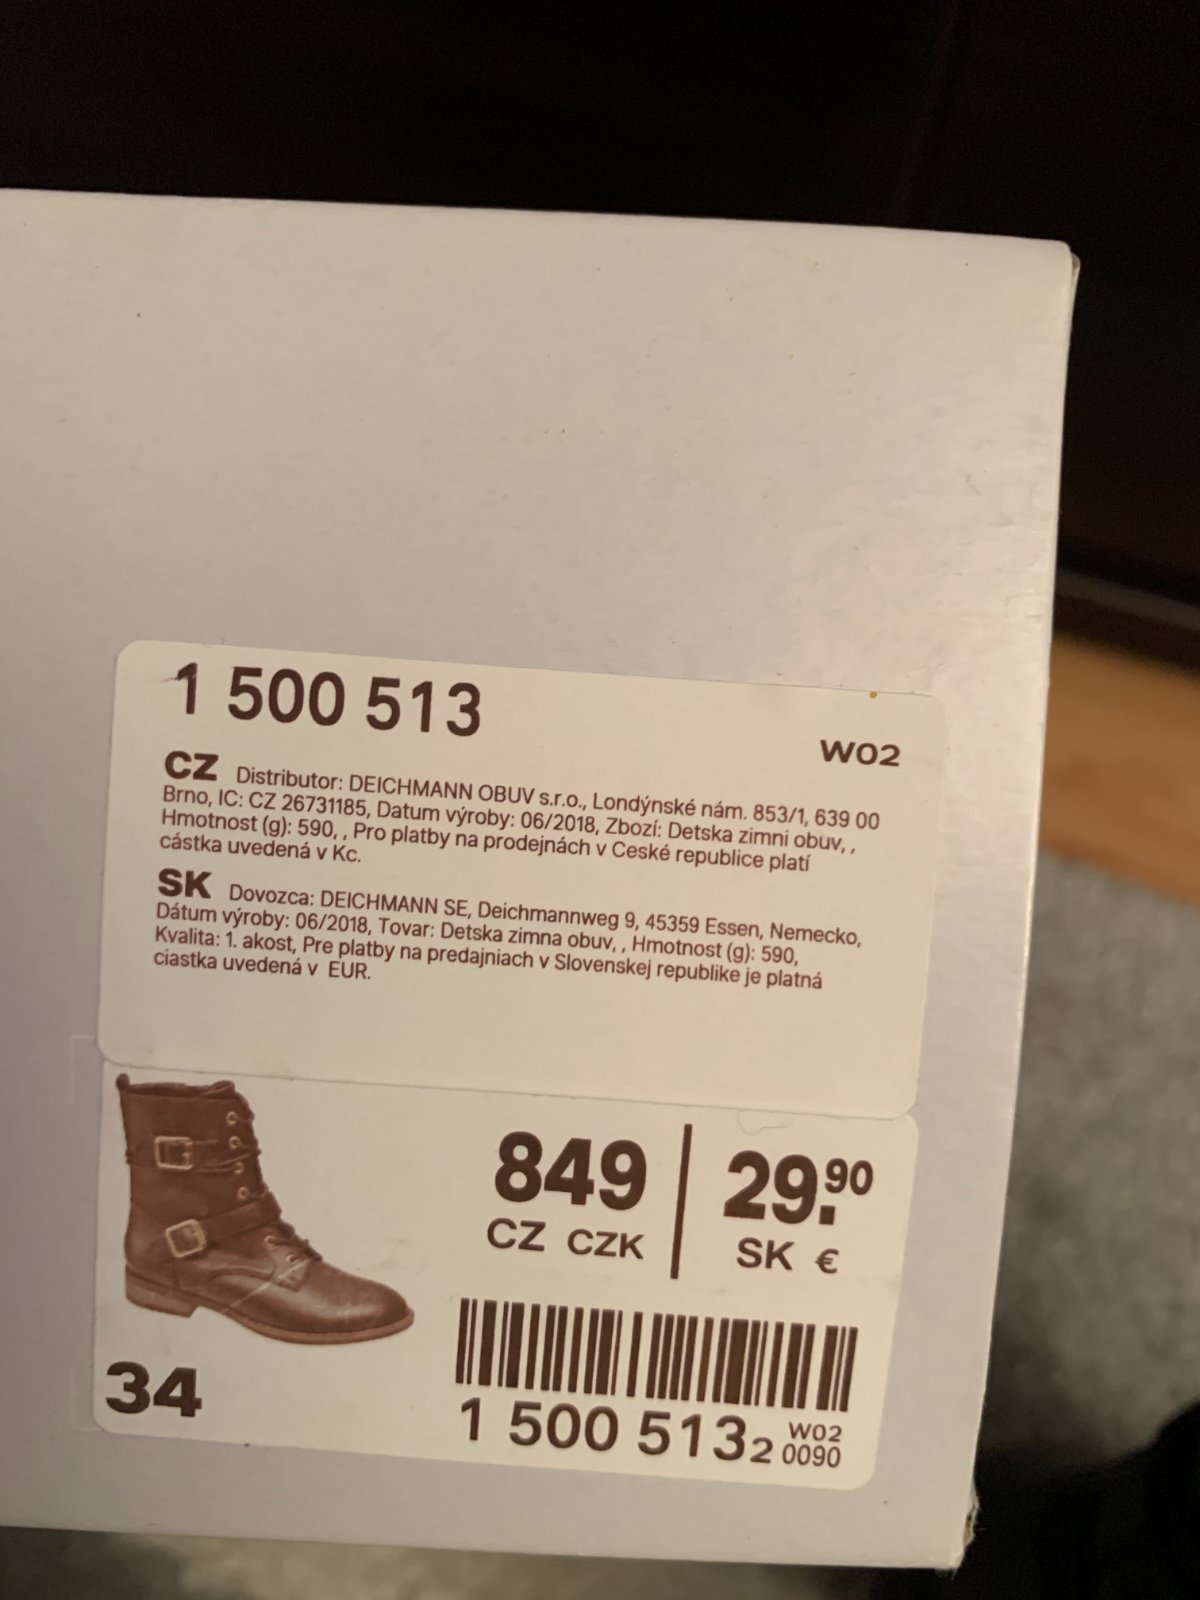 1 500 513
W02
CZ Distributor: DEICHMANN OBUV s.r.o., Londýnské nám. 853/1, 639 00
Brno, IC: CZ 26731185, Datum výroby: 06/2018, Zbozí: Detska zimni obuv, ,
Hmotnost (g): 590, , Pro platby na prodejnách v Ceské republice platí
cástka uvedená v Kc.
SK Dovozca: DEICHMANN SE, Deichmannweg 9, 45359 Essen, Nemecko,
Dátum výroby: 06/2018, Tovar: Detska zimna obuv, , Hmotnost (g): 590,
Kvalita: 1. akost, Pre platby na predajniach v Slovenskej republike je platná
ciastka uvedená v EUR.
849
CZ CZK
29.90
SK €
34
1 500 513 2
W02
0090